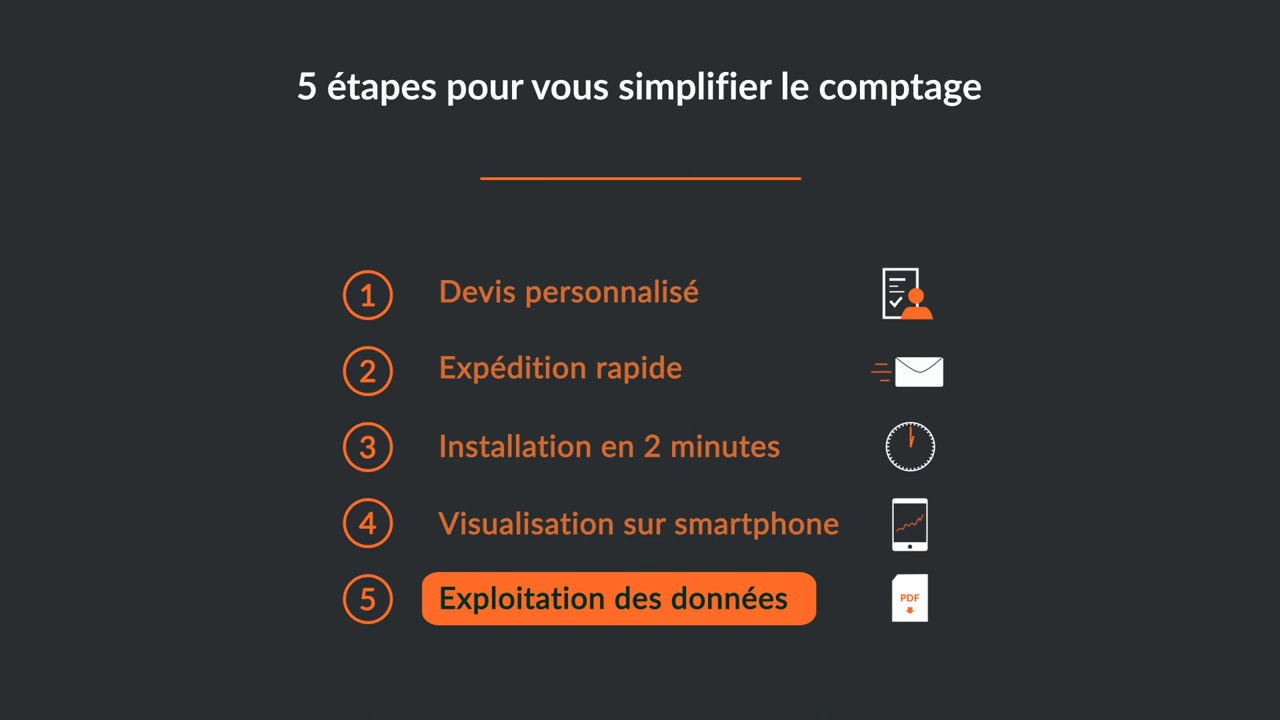 5 étapes pour vous simplifier le comptage
1 Devis personnalisé
2 Expédition rapide
3 Installation en 2 minutes
4 Visualisation sur smartphone
5 Exploitation des données
PDF